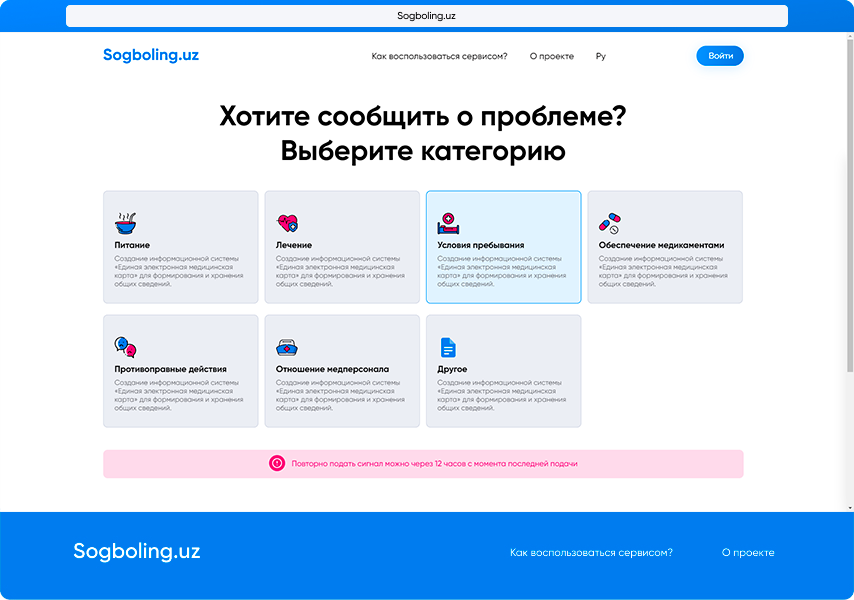 Sogboling.uz
Sogboling.uz
Как воспользоваться сервисом?
О проекте
Ру
Войти
Хотите сообщить о проблеме?
Выберите категорию
Питание
Создание информационной системы
«Единая электронная медицинская
карта» для формирования и хранения
общих сведений.
Лечение
Создание информационной системы
«Единая электронная медицинская
карта» для формирования и хранения
общих сведений.
Условия пребывания
Создание информационной системы
«Единая электронная медицинская
карта» для формирования и хранения
общих сведений.
Обеспечение медикаментами
Создание информационной системы
«Единая электронная медицинская
карта» для формирования и хранения
общих сведений.
Противоправные действия
Создание информационной системы
«Единая электронная медицинская
карта» для формирования и хранения
общих сведений.
Отношение медперсонала
Создание информационной системы
«Единая электронная медицинская
карта» для формирования и хранения
общих сведений.
Другое
Создание информационной системы
«Единая электронная медицинская
карта» для формирования и хранения
общих сведений.
Повторно подать сигнал можно через 12 часов с момента последней подачи
Sogboling.uz
Как воспользоваться сервисом?
О проекте